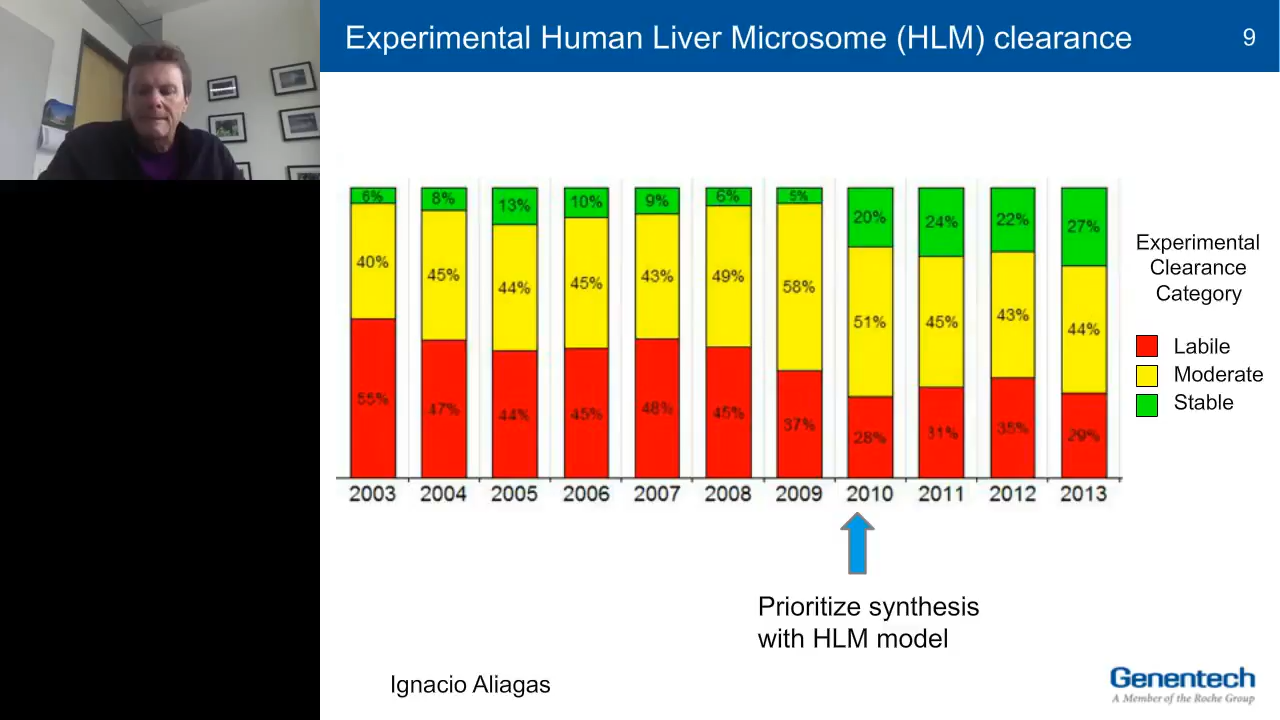 Experimental Human Liver Microsome (HLM) clearance
9
6% 8% 13% 10% 9% 6% 5% 20% 24% 22% 27%
40% 45% 44% 45% 43% 49% 58% 51% 45% 43% 44%
55% 47% 44% 45% 48% 45% 37% 28% 31% 35% 29%
2003 2004 2005 2006 2007 2008 2009 2010 2011 2012 2013
Experimental
Clearance
Category
Labile
Moderate
Stable
Prioritize synthesis
with HLM model
Ignacio Aliagas
Genentech
A Member of the Roche Group